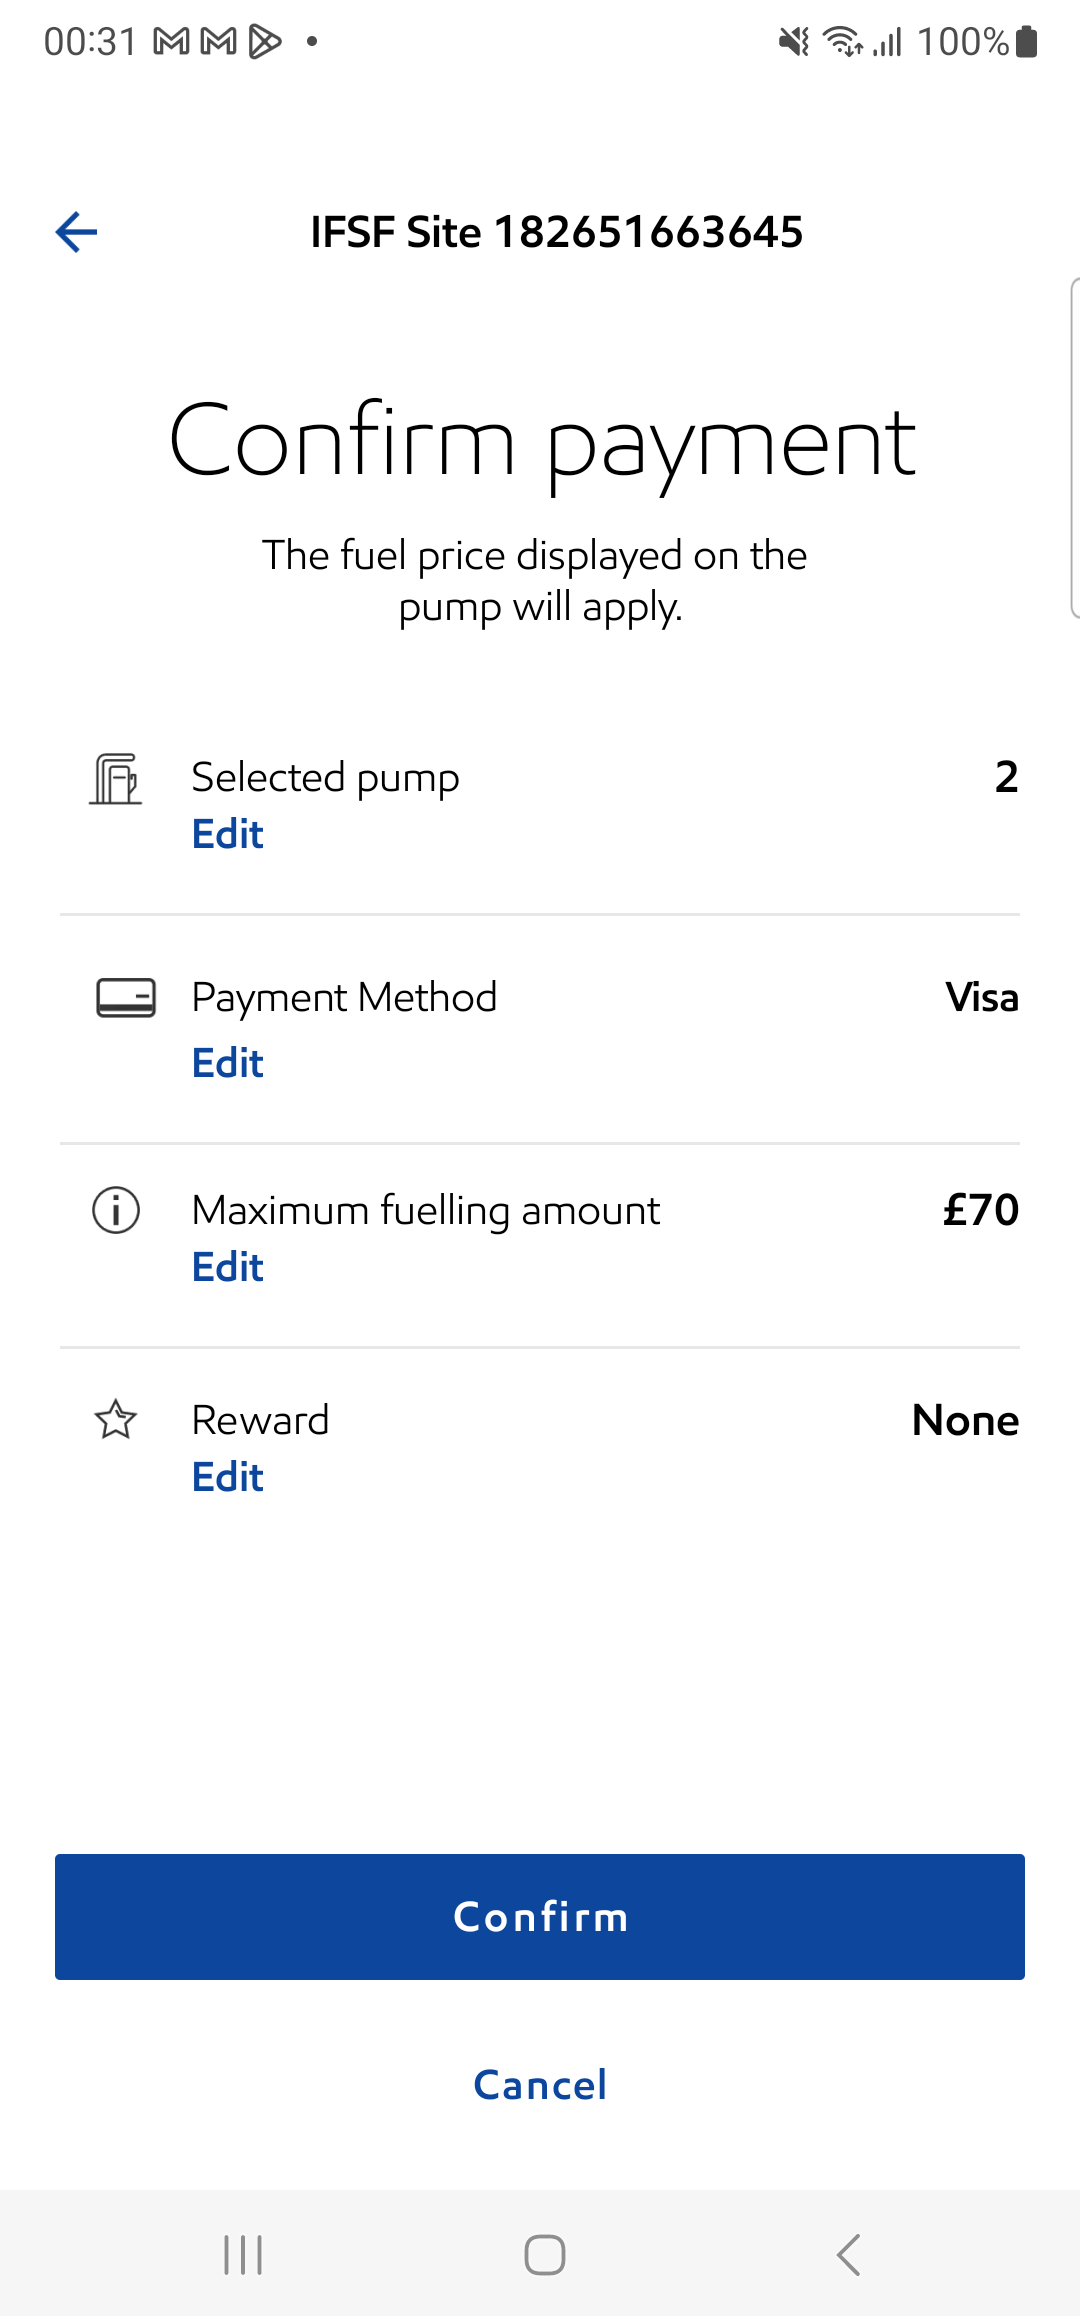 00:31
100%
IFSF Site 182651663645
Confirm payment
The fuel price displayed on the
pump will apply.
Selected pump
2
Edit
Payment Method
Visa
Edit
Maximum fuelling amount
£70
Edit
Reward
None
Edit
Confirm
Cancel